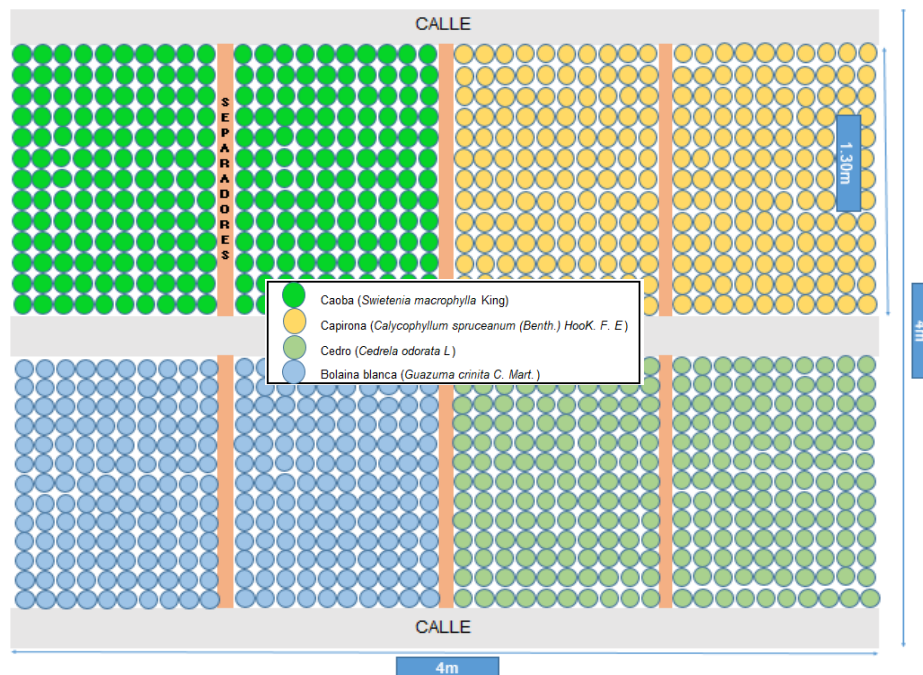 CALLE
SEPARADORES
1.30m
Caoba (Swietenia macrophylla King)
Capirona (Calycophyllum spruceanum (Benth.) HooK. F. E)
Cedro (Cedrela odorata L)
Bolaina blanca (Guazuma crinita C. Mart.)
4m
CALLE
4m